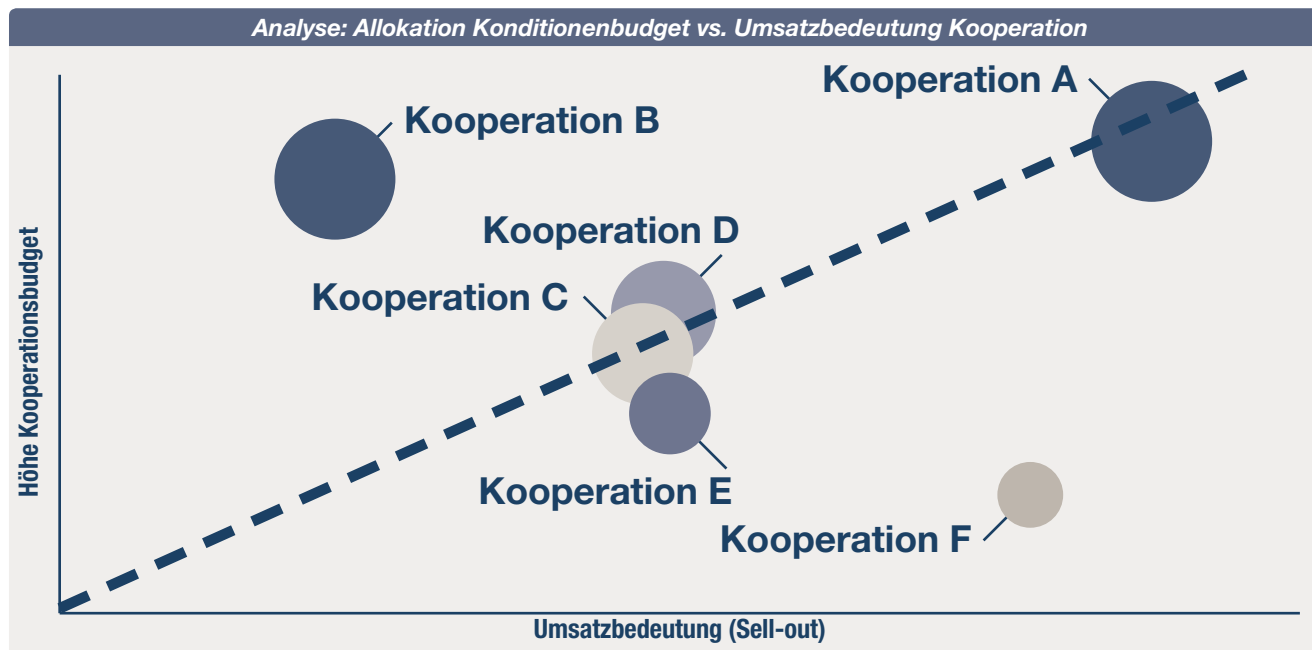 Analyse: Allokation Konditionenbudget vs. Umsatzbedeutung Kooperation
Kooperation A
Kooperation B
Kooperation D
Kooperation C
Kooperation E
Kooperation F
Höhe Kooperationsbudget
Umsatzbedeutung (Sell-out)